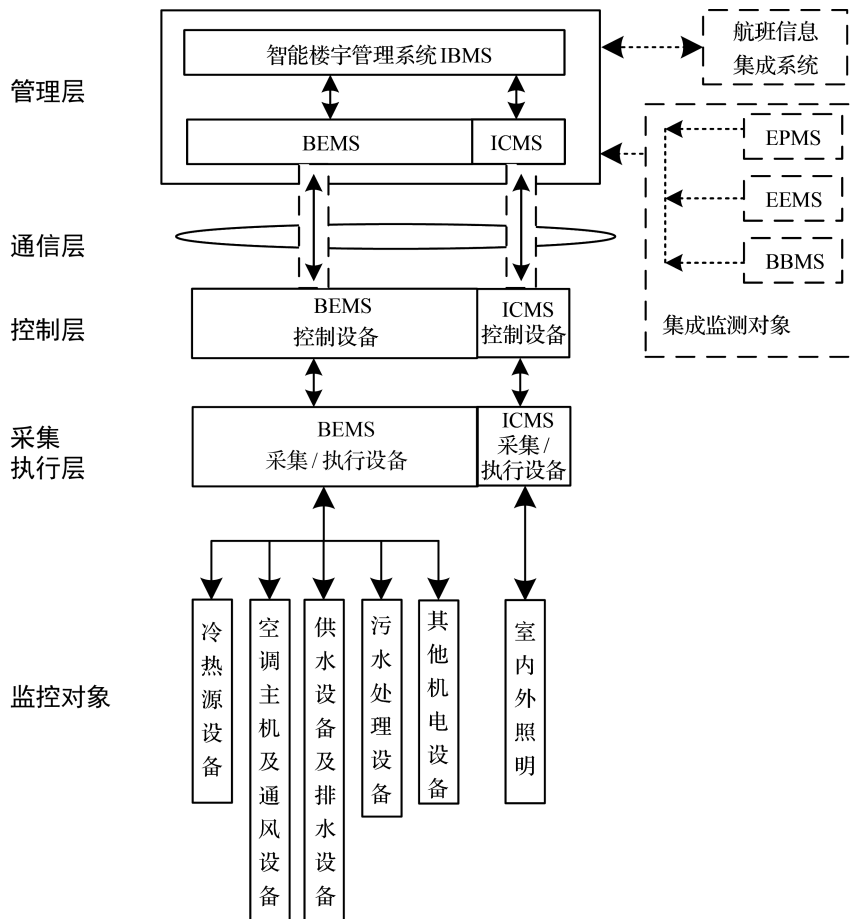 管理层
智能楼宇管理系统IBMS
BEMS
ICMS
航班信息
集成系统
EPMS
EEMS
BBMS
集成监测对象
通信层
控制层
BEMS
控制设备
ICMS
控制设备
采集
执行层
BEMS
采集/执行设备
ICMS
采集/
执行设备
监控对象
冷热源设备
空调主机及通风设备
供水设备及排水设备
污水处理设备
其他机电设备
室内外照明